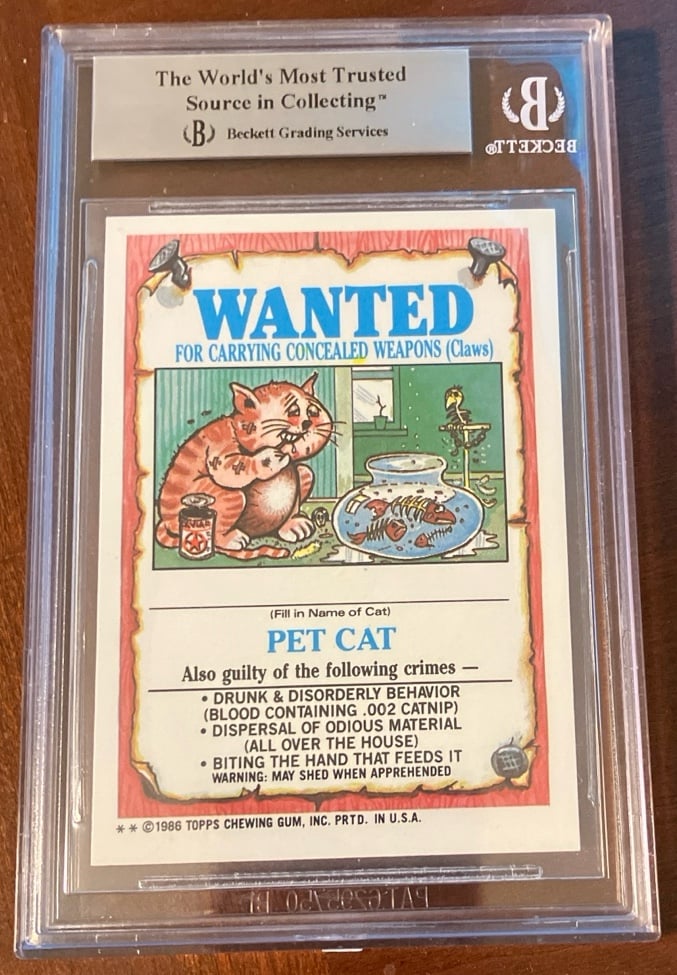 The World's Most Trusted
Source in Collecting™
B Beckett Grading Services
B
BECKETT®
WANTED
FOR CARRYING CONCEALED WEAPONS (Claws)
(Fill in Name of Cat)
PET CAT
Also guilty of the following crimes —
• DRUNK & DISORDERLY BEHAVIOR
(BLOOD CONTAINING .002 CATNIP)
• DISPERSAL OF ODIOUS MATERIAL
(ALL OVER THE HOUSE)
• BITING THE HAND THAT FEEDS IT
WARNING: MAY SHED WHEN APPREHENDED
** ©1986 TOPPS CHEWING GUM, INC. PRTD. IN U.S.A.